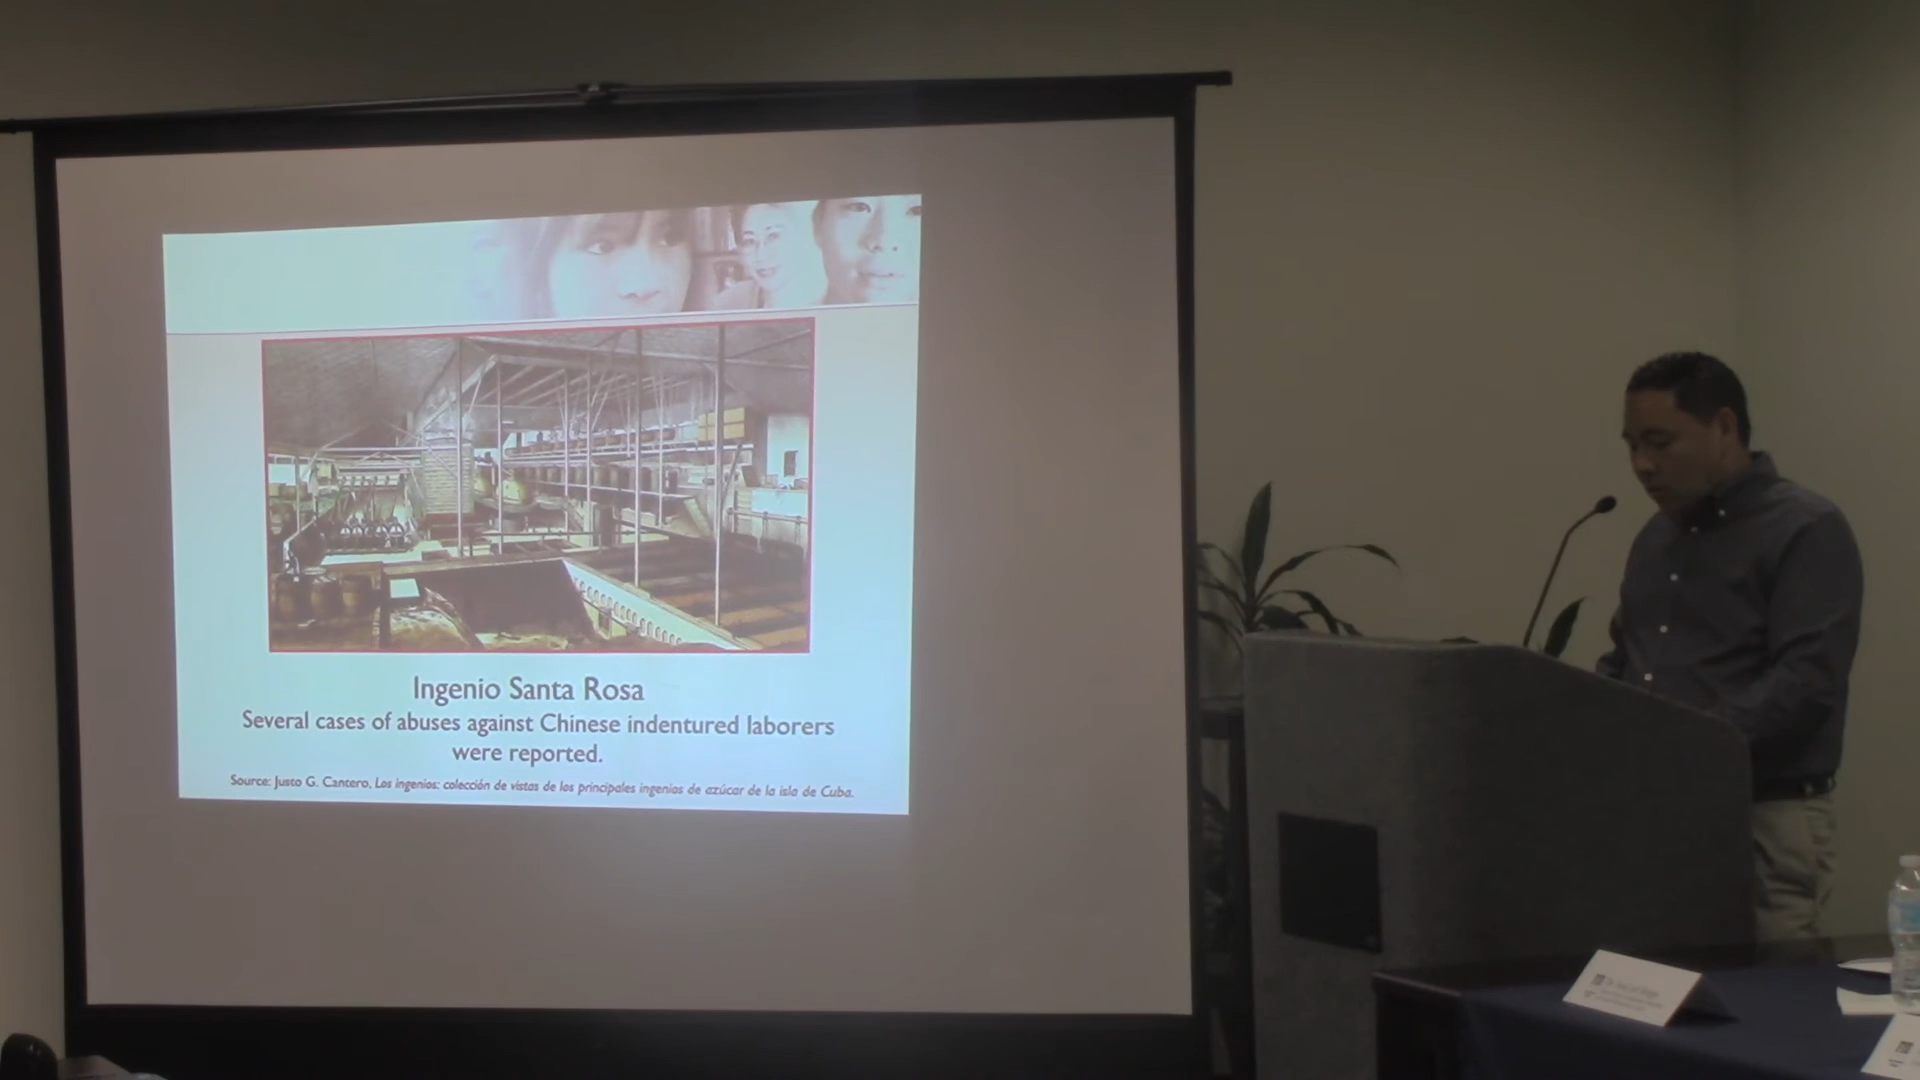 Ingenio Santa Rosa
Several cases of abuses against Chinese indentured laborers
were reported.
Source: Justo G. Cantero, Los ingenios: colección de vistas de los principales ingenios de azúcar de la isla de Cuba.